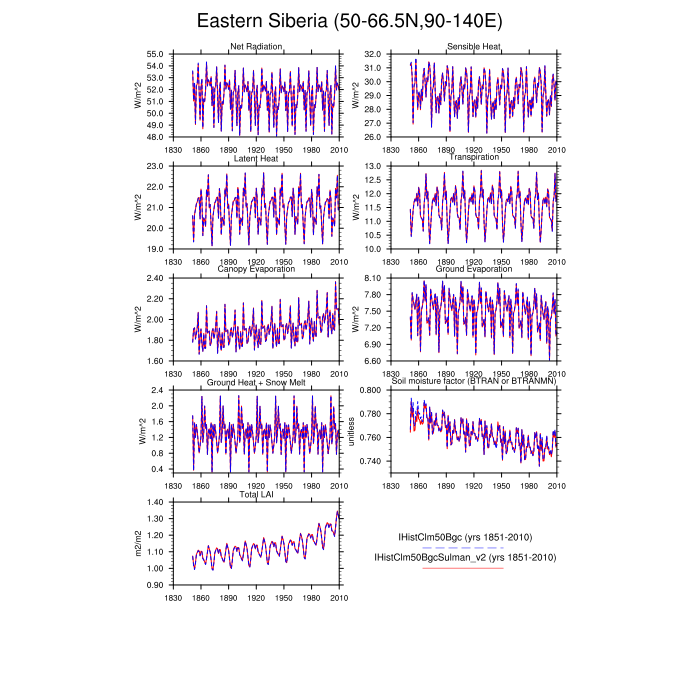 Eastern Siberia (50-66.5N,90-140E)
Net Radiation
W/m^2
55.0
54.0
53.0
52.0
51.0
50.0
49.0
48.0
1830 1860 1890 1920 1950 1980 2010
Sensible Heat
W/m^2
32.0
31.0
30.0
29.0
28.0
27.0
26.0
1830 1860 1890 1920 1950 1980 2010
Latent Heat
W/m^2
23.0
22.0
21.0
20.0
19.0
1830 1860 1890 1920 1950 1980 2010
Transpiration
W/m^2
13.0
12.5
12.0
11.5
11.0
10.5
10.0
1830 1860 1890 1920 1950 1980 2010
Canopy Evaporation
W/m^2
2.40
2.20
2.00
1.80
1.60
1830 1860 1890 1920 1950 1980 2010
Ground Evaporation
W/m^2
8.10
7.80
7.50
7.20
6.90
6.60
1830 1860 1890 1920 1950 1980 2010
Ground Heat + Snow Melt
W/m^2
2.4
2.0
1.6
1.2
0.8
0.4
1830 1860 1890 1920 1950 1980 2010
Soil moisture factor (BTRAN or BTRANMN)
unitless
0.800
0.780
0.760
0.740
1830 1860 1890 1920 1950 1980 2010
Total LAI
m2/m2
1.40
1.30
1.20
1.10
1.00
0.90
1830 1860 1890 1920 1950 1980 2010
IHistClm50Bgc (yrs 1851-2010)
IHistClm50BgcSulman_v2 (yrs 1851-2010)